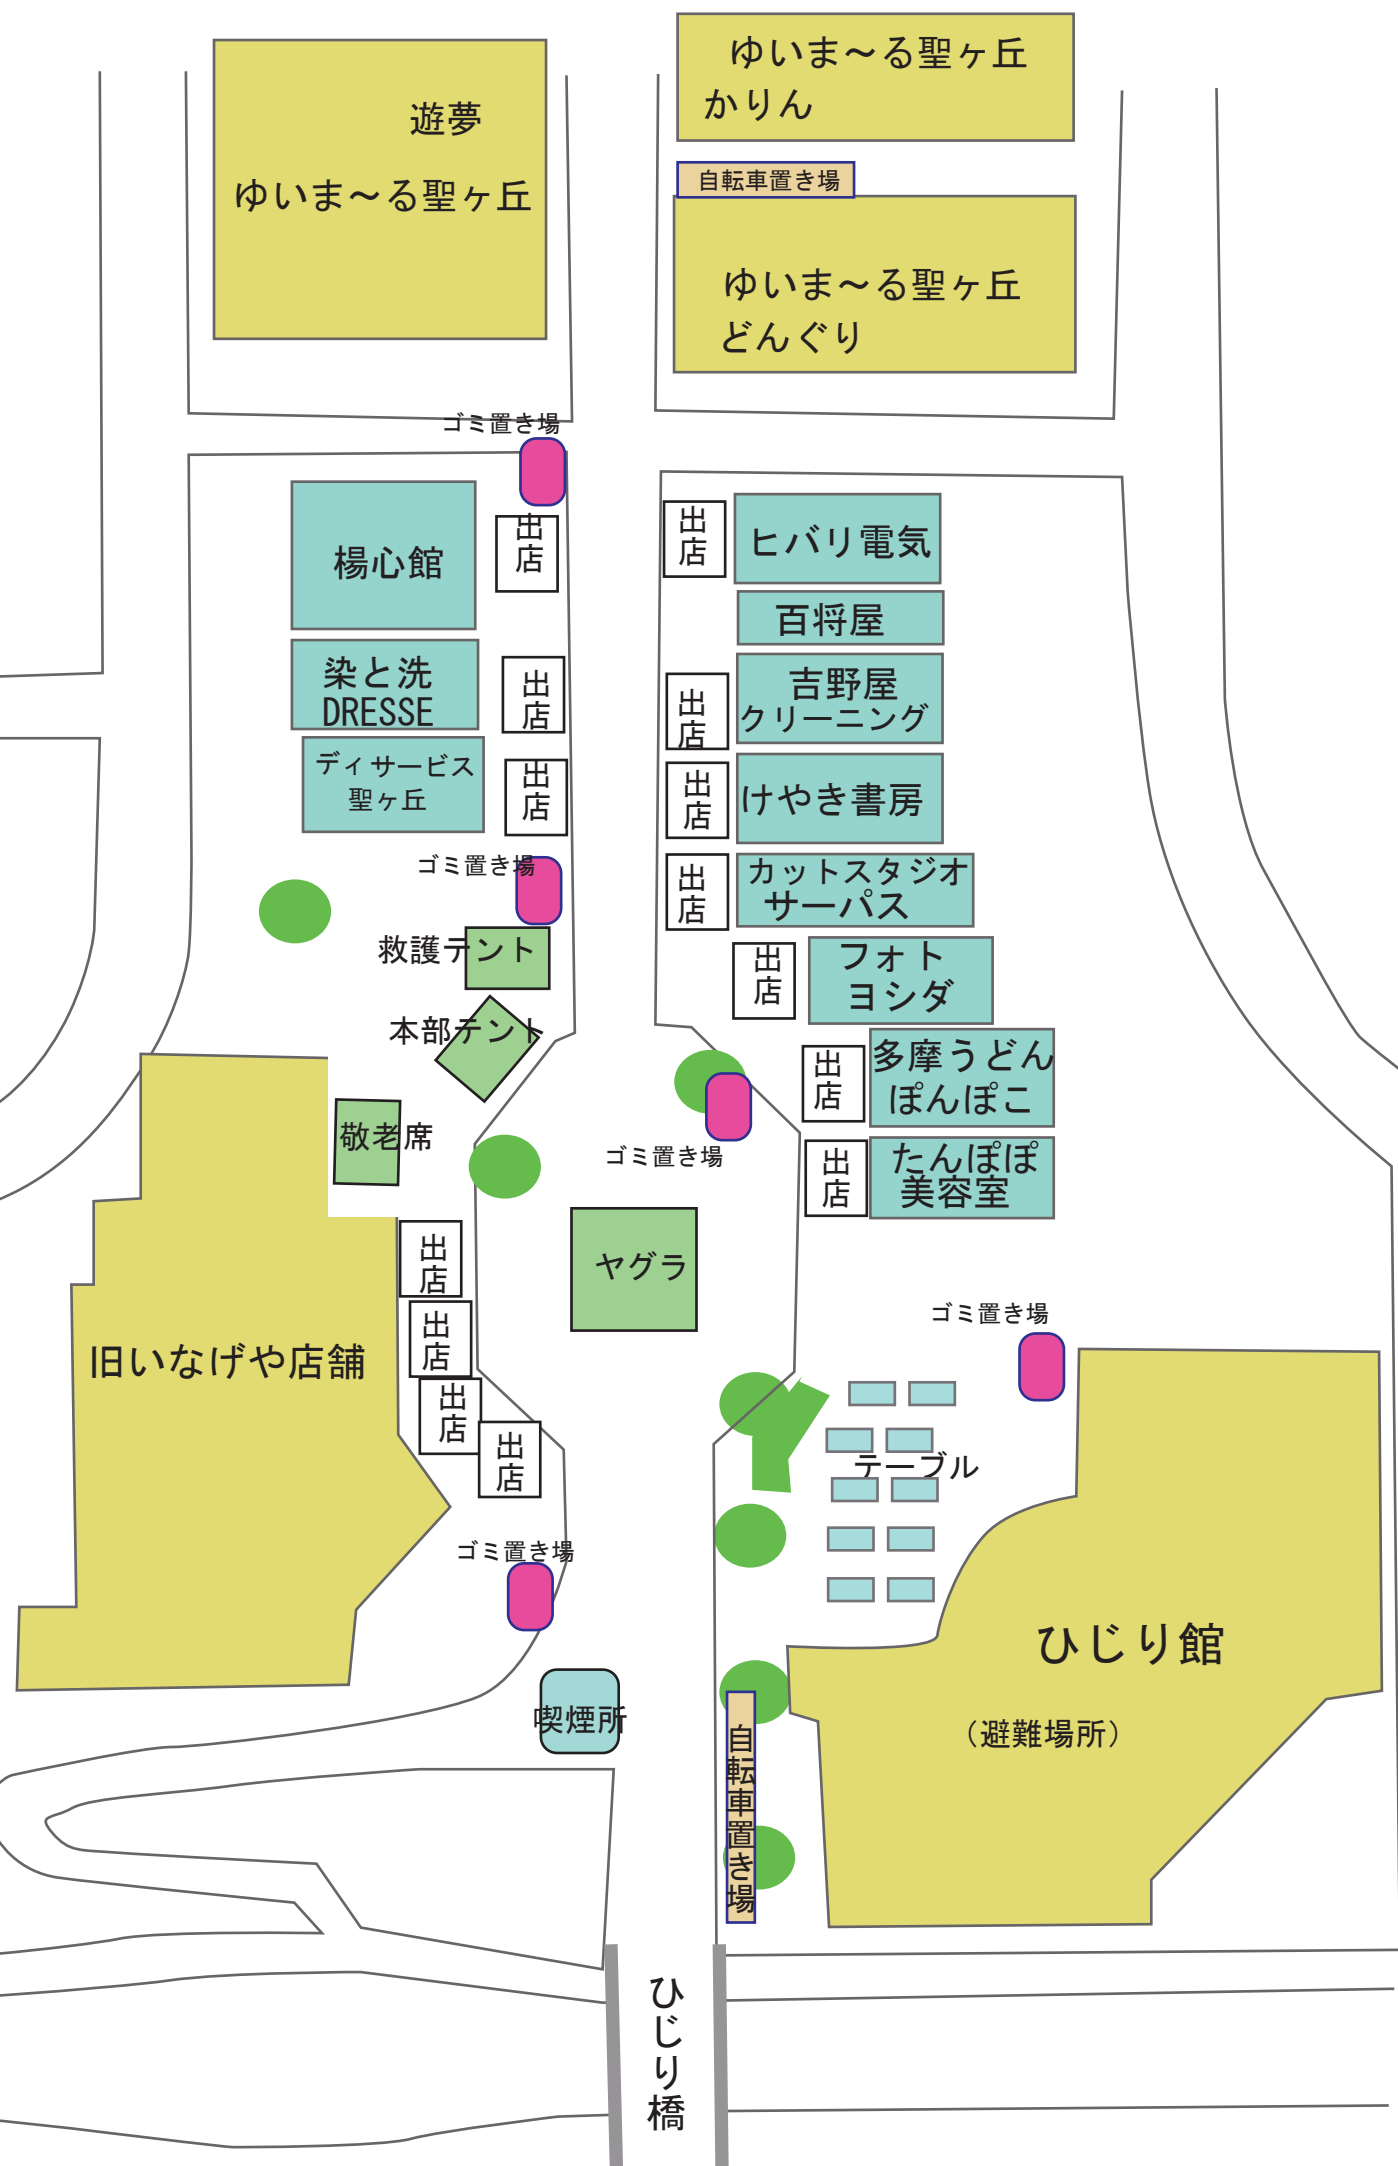 ゆいま～る聖ヶ丘
かりん
遊夢
ゆいま～る聖ヶ丘
自転車置き場
ゆいま～る聖ヶ丘
どんぐり
ゴミ置き場
楊心館
出店
出店
ヒバリ電気
百将屋
染と洗
DRESSE
出店
出店
吉野屋
クリーニング
ディサービス
聖ヶ丘
出店
出店
けやき書房
ゴミ置き場
出店
カットスタジオ
サーパス
救護テント
出店
フォト
ヨシダ
本部テント
出店
多摩うどん
ぽんぽこ
敬老席
ゴミ置き場
出店
たんぽぽ
美容室
出店
ヤグラ
出店
ゴミ置き場
旧いなげや店舗
出店
出店
テーブル
ゴミ置き場
ひじり館
（避難場所）
喫煙所
自転車置き場
ひじり橋